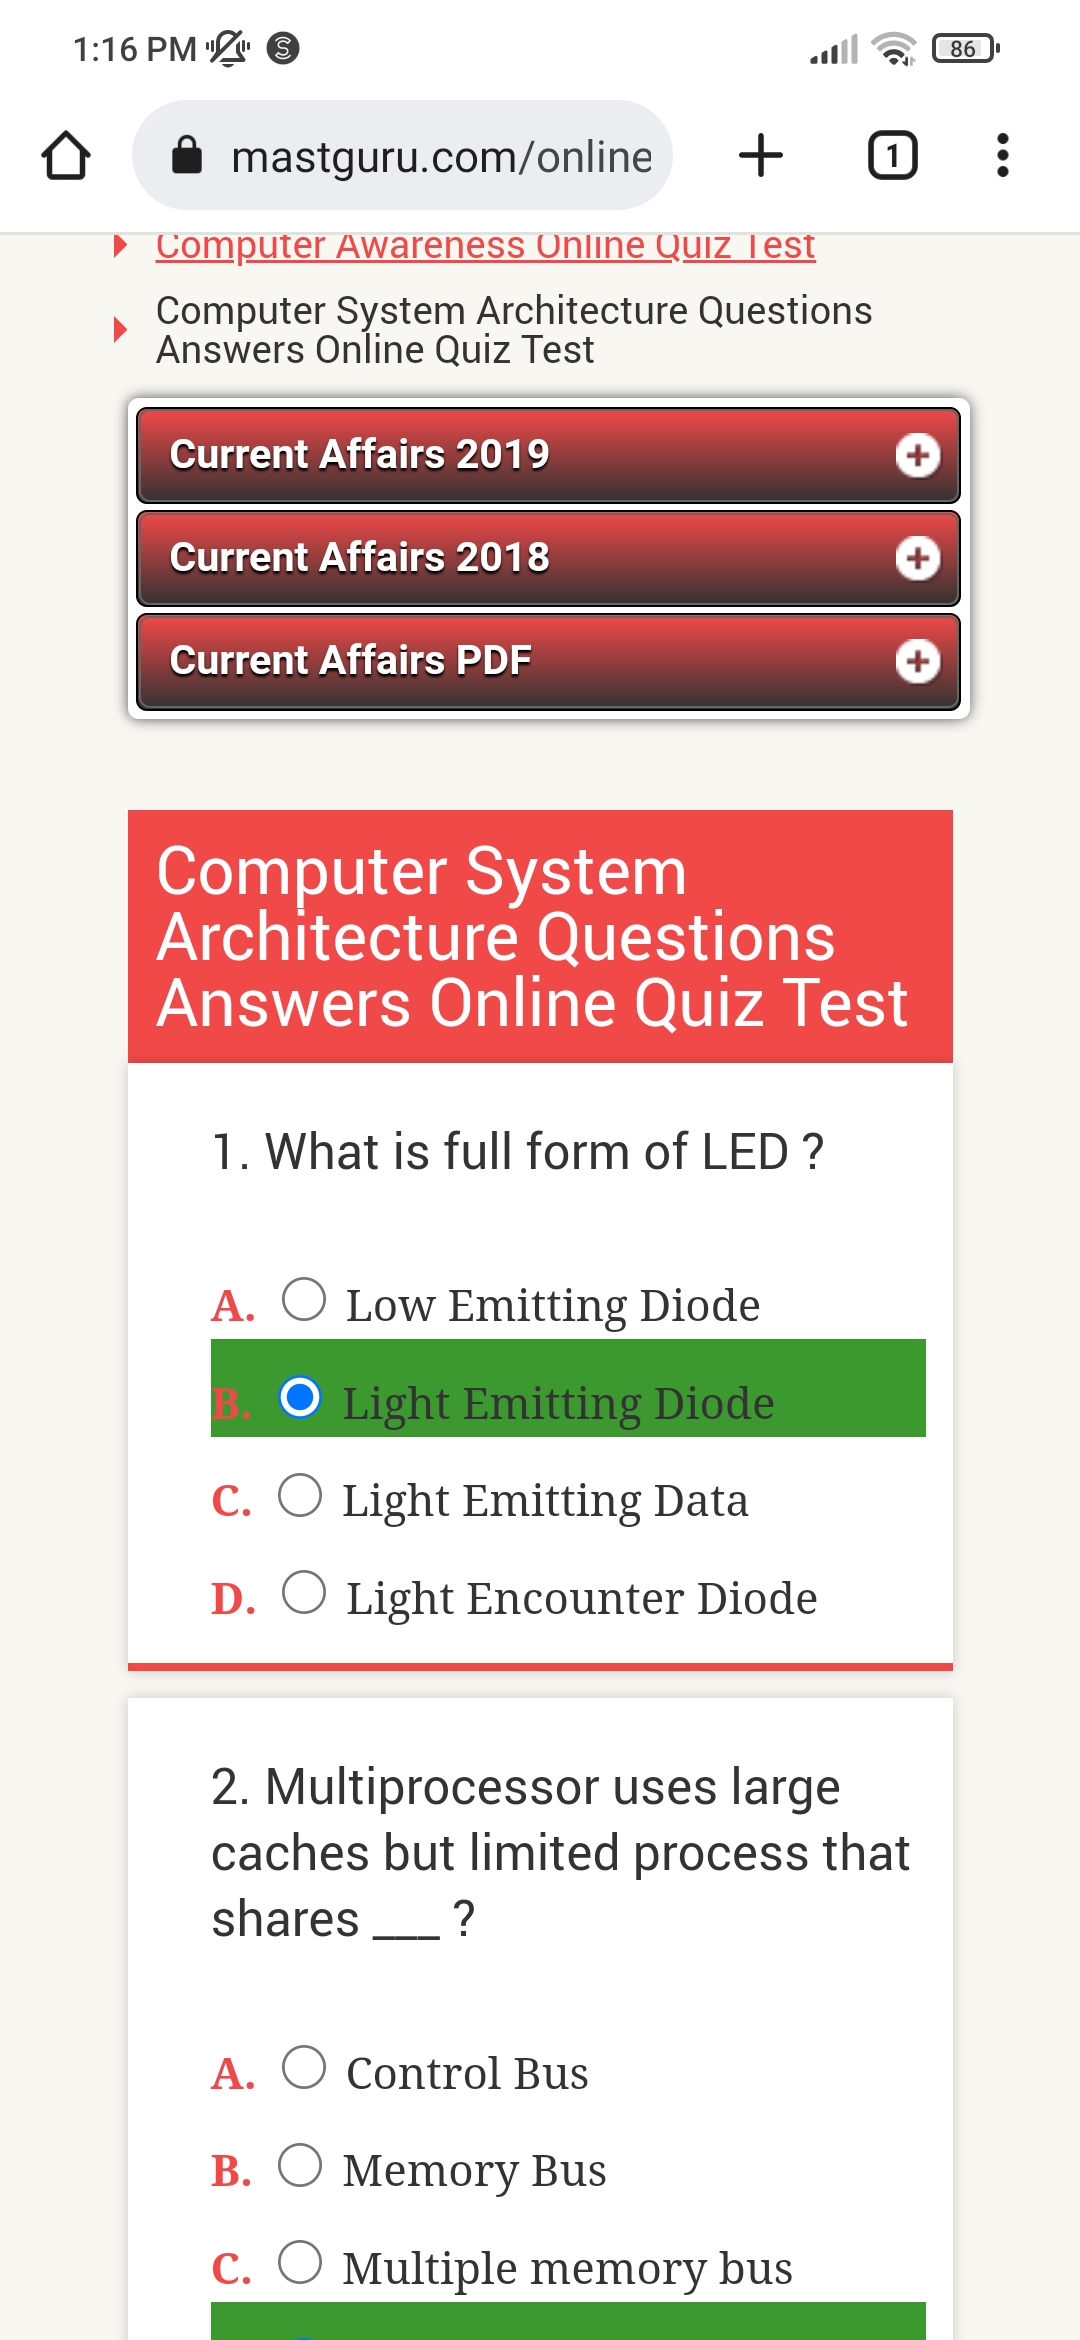 1:16 PM
86
mastguru.com/online
1
Computer Awareness Online Quiz Test
Computer System Architecture Questions
Answers Online Quiz Test
Current Affairs 2019
Current Affairs 2018
Current Affairs PDF
Computer System
Architecture Questions
Answers Online Quiz Test
1. What is full form of LED ?
A. Low Emitting Diode
B. Light Emitting Diode
C. Light Emitting Data
D. Light Encounter Diode
2. Multiprocessor uses large
caches but limited process that
shares ___ ?
A. Control Bus
B. Memory Bus
C. Multiple memory bus